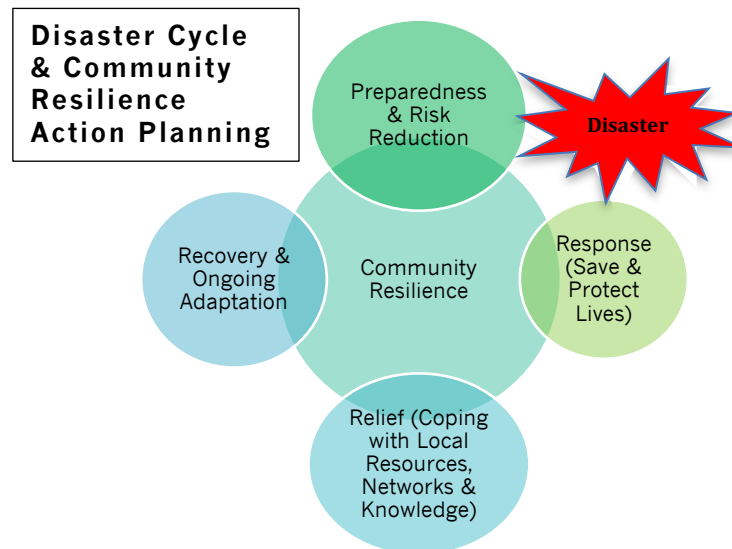 Disaster Cycle
& Community
Resilience
Action Planning
Preparedness
& Risk
Reduction
Disaster
Recovery &
Ongoing
Adaptation
Community
Resilience
Response
(Save &
Protect
Lives)
Relief (Coping
with Local
Resources,
Networks &
Knowledge)